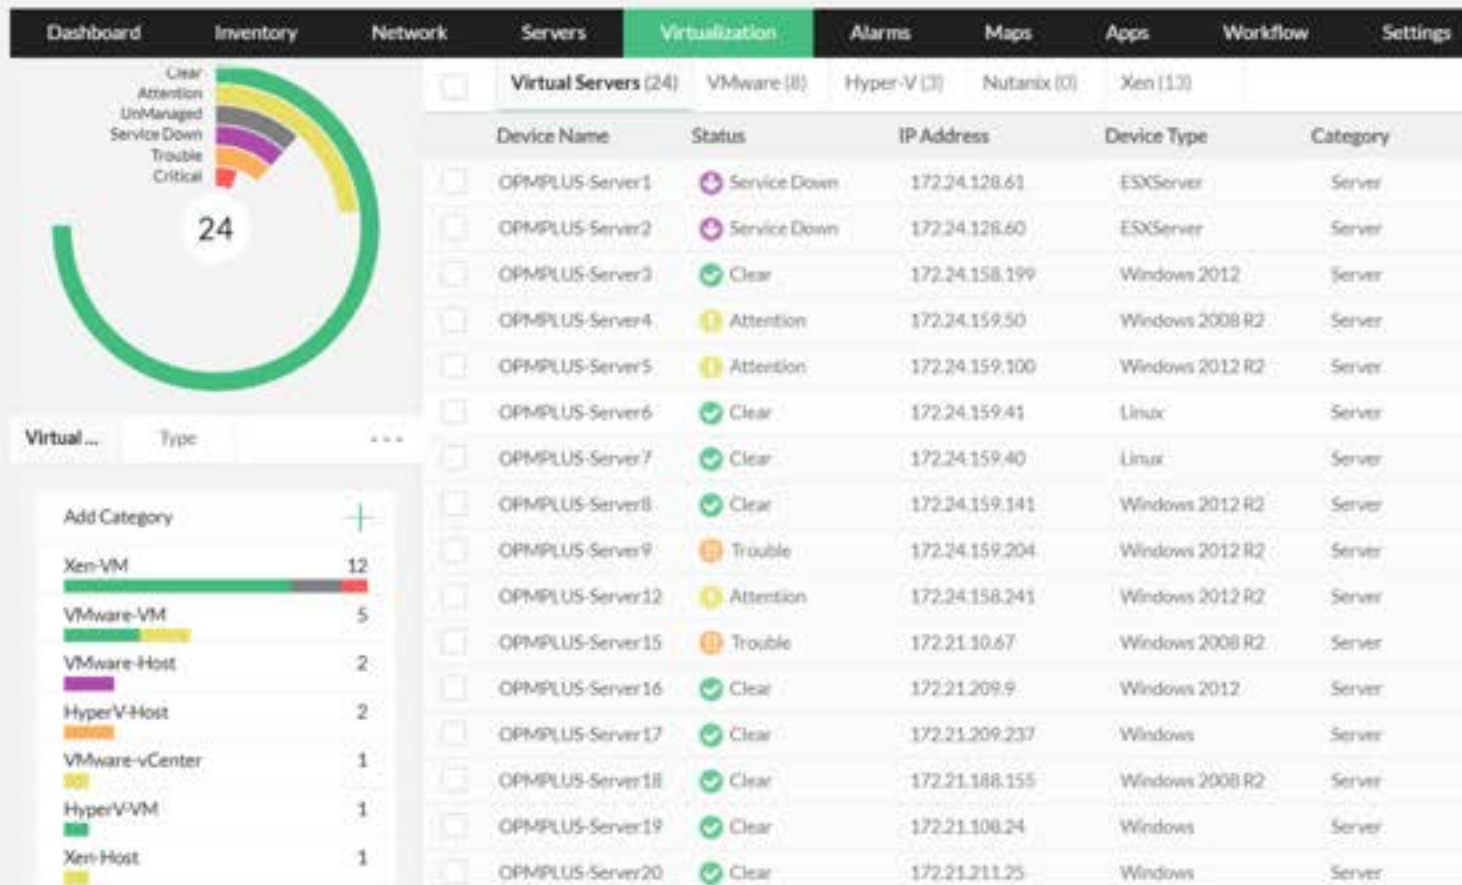 Dashboard Inventory Network Servers Virtualization Alarms Maps Apps Workflow Settings
Clear
Attention
UnManaged
Service Down
Trouble
Critical
24
Virtual ... Type ...
Add Category +
Xen-VM 12
VMware-VM 5
VMware-Host 2
HyperV-Host 2
VMware-vCenter 1
HyperV-VM 1
Xen-Host 1
Virtual Servers (24) VMware (8) Hyper-V (3) Nutanix (0) Xen (13)
Device Name Status IP Address Device Type Category
OPMPLUS-Server1 Service Down 172.24.128.61 ESXServer Server
OPMPLUS-Server2 Service Down 172.24.128.60 ESXServer Server
OPMPLUS-Server3 Clear 172.24.158.199 Windows 2012 Server
OPMPLUS-Server4 Attention 172.24.159.50 Windows 2008 R2 Server
OPMPLUS-Server5 Attention 172.24.159.100 Windows 2012 R2 Server
OPMPLUS-Server6 Clear 172.24.159.41 Linux Server
OPMPLUS-Server7 Clear 172.24.159.40 Linux Server
OPMPLUS-Server8 Clear 172.24.159.141 Windows 2012 R2 Server
OPMPLUS-Server9 Trouble 172.24.159.204 Windows 2012 R2 Server
OPMPLUS-Server12 Attention 172.24.158.241 Windows 2012 R2 Server
OPMPLUS-Server15 Trouble 172.21.10.67 Windows 2008 R2 Server
OPMPLUS-Server16 Clear 172.21.209.9 Windows 2012 Server
OPMPLUS-Server17 Clear 172.21.209.237 Windows Server
OPMPLUS-Server18 Clear 172.21.188.155 Windows 2008 R2 Server
OPMPLUS-Server19 Clear 172.21.108.24 Windows Server
OPMPLUS-Server20 Clear 172.21.211.25 Windows Server